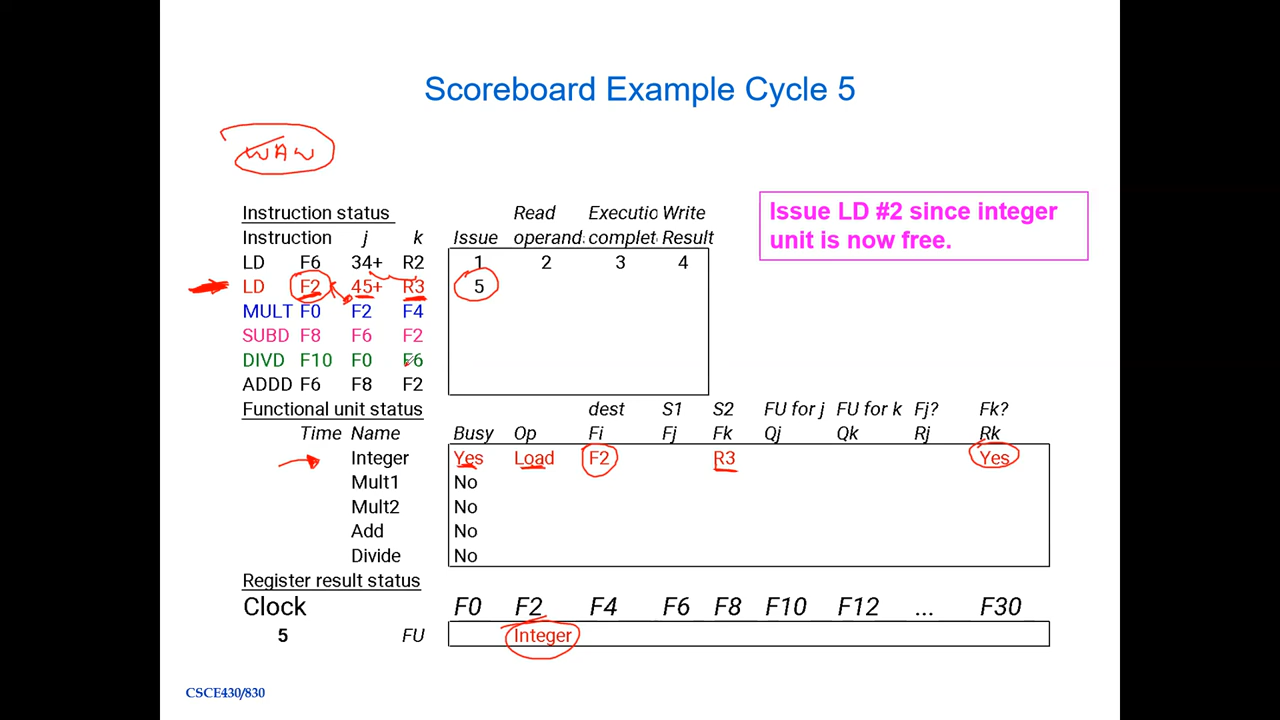 Scoreboard Example Cycle 5
WAW
Instruction status Read Executio Write
Instruction j k Issue operands complet Result
LD F6 34+ R2 1 2 3 4
LD F2 45+ R3 5
MULT F0 F2 F4
SUBD F8 F6 F2
DIVD F10 F0 F6
ADDD F6 F8 F2
Issue LD #2 since integer
unit is now free.
Functional unit status dest S1 S2 FU for j FU for k Fj? Fk?
Time Name Busy Op Fi Fj Fk Qj Qk Rj Rk
Integer Yes Load F2 R3 Yes
Mult1 No
Mult2 No
Add No
Divide No
Register result status
Clock F0 F2 F4 F6 F8 F10 F12 ... F30
5 FU Integer
CSCE430/830